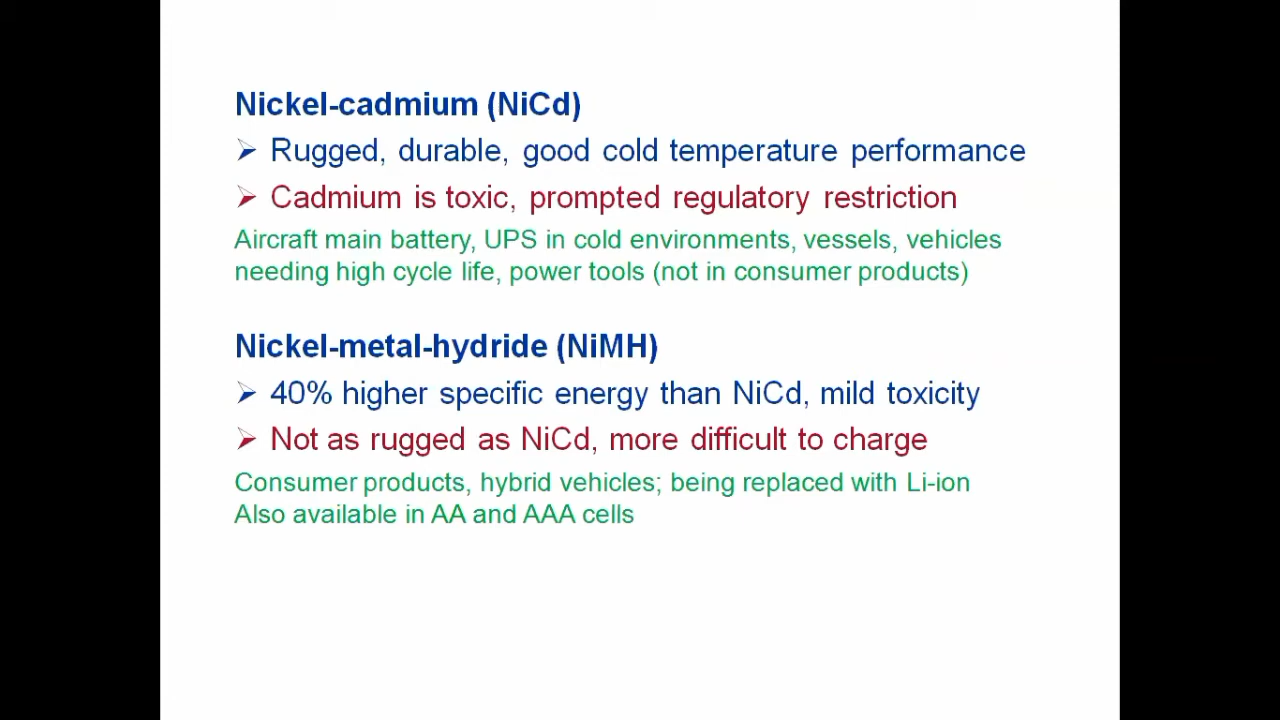 Nickel-cadmium (NiCd)
➢ Rugged, durable, good cold temperature performance
➢ Cadmium is toxic, prompted regulatory restriction
Aircraft main battery, UPS in cold environments, vessels, vehicles
needing high cycle life, power tools (not in consumer products)
Nickel-metal-hydride (NiMH)
➢ 40% higher specific energy than NiCd, mild toxicity
➢ Not as rugged as NiCd, more difficult to charge
Consumer products, hybrid vehicles; being replaced with Li-ion
Also available in AA and AAA cells